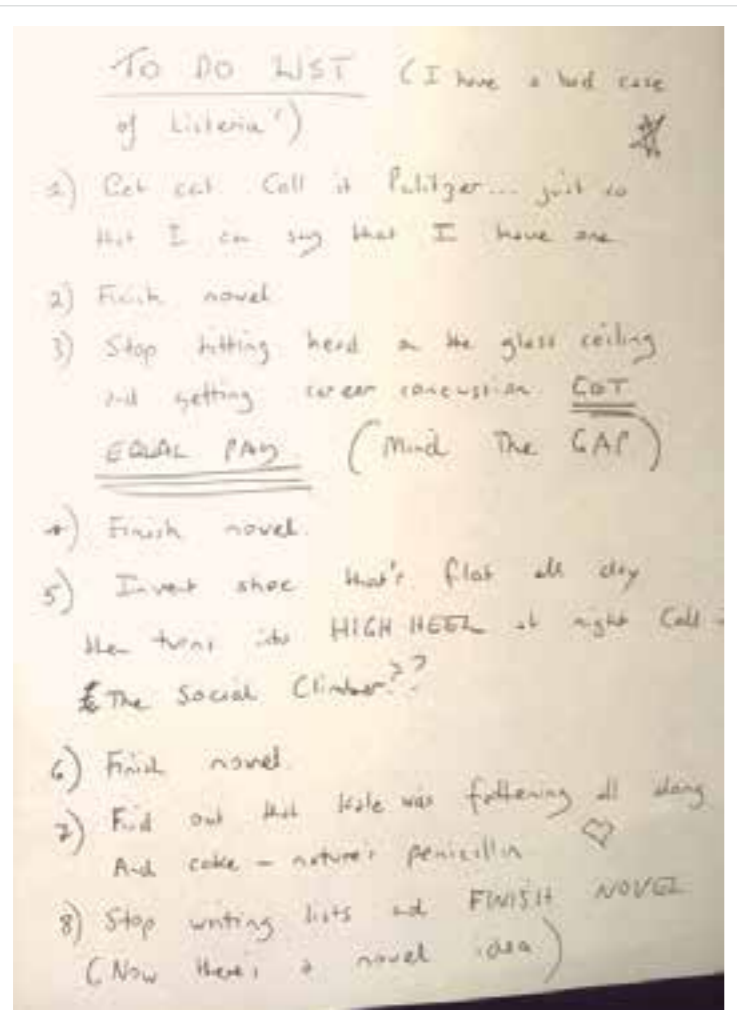 TO DO LIST (I have a bad case
of Listeria')
1) Get cat. Call it Pulitzer... just so
that I can say that I have one
2) Finish novel
3) Stop hitting head on the glass ceiling
and getting career concussion. GET
EQUAL PAY (Mind The GAP)
4) Finish novel.
5) Invent shoe that's flat all day
then turns into HIGH HEEL at night Call
The Social Climber??
6) Finish novel.
7) Find out that kale was fattening all along
And cake - nature's penicillin
8) Stop writing lists and FINISH NOVEL
(Now there's a novel idea)